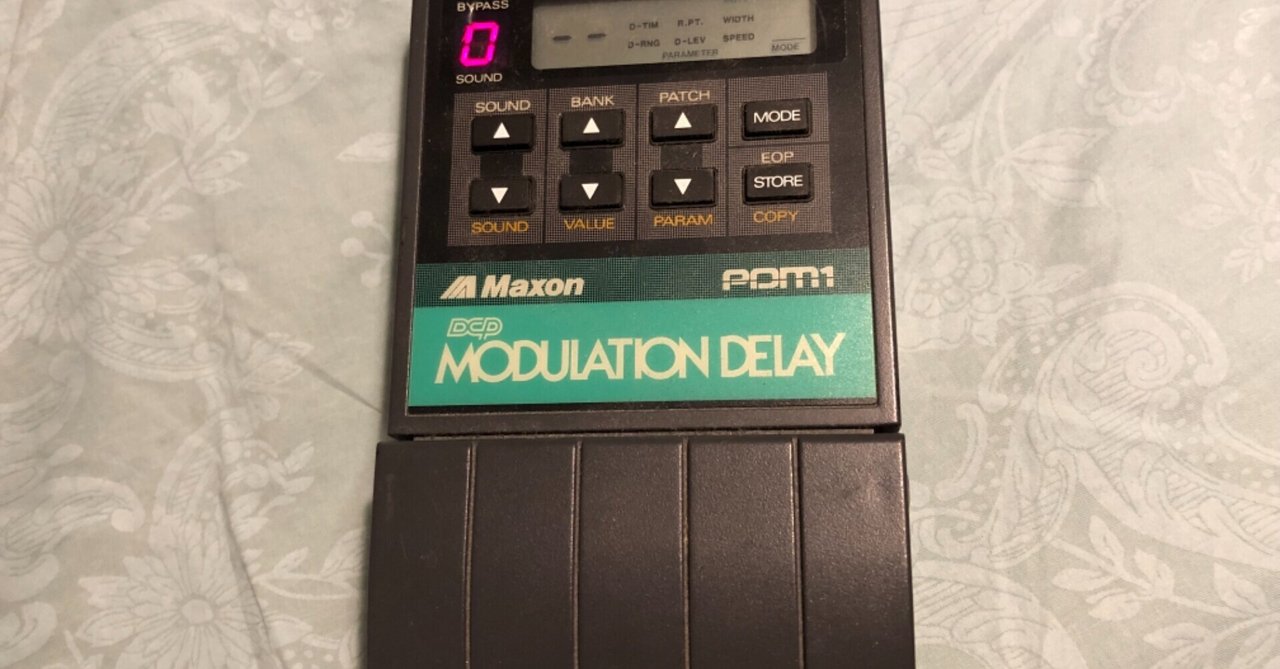 BYPASS
0
SOUND
D-TIM R.PT. WIDTH
D-RNG D-LEV SPEED
PARAMETER
MODE
SOUND BANK PATCH
MODE
EOP
STORE
SOUND VALUE PARAM COPY
Maxon PDM1
DCP
MODULATION DELAY